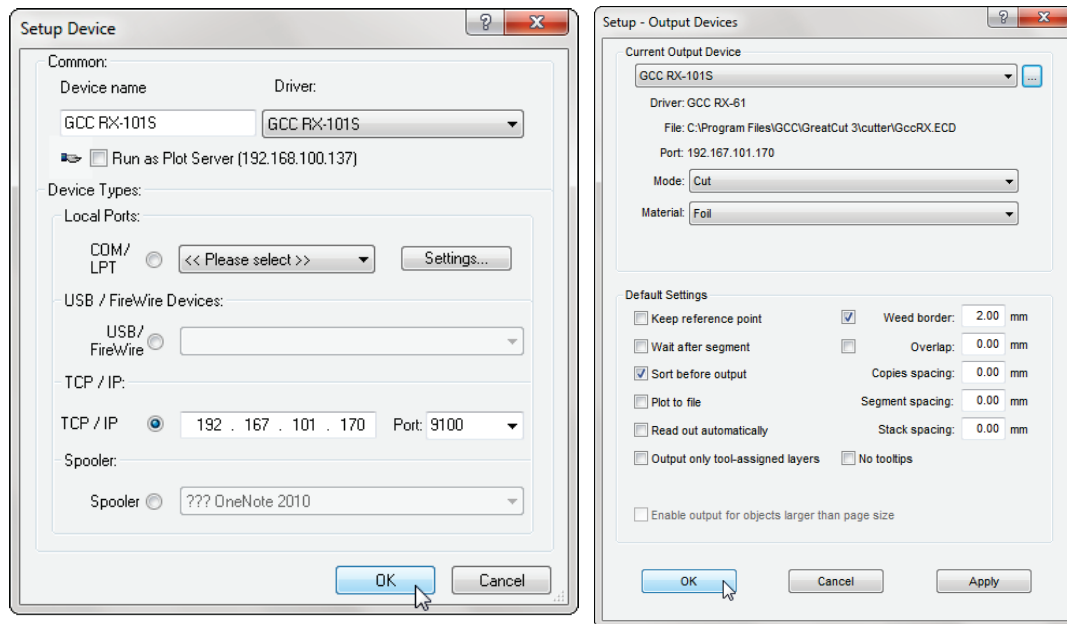 Setup Device
Common:
Device name
Driver:
GCC RX-101S
GCC RX-101S
Run as Plot Server (192.168.100.137)
Device Types:
Local Ports:
COM/
LPT
<< Please select >>
Settings...
USB / FireWire Devices:
USB/
FireWire
TCP / IP:
TCP / IP
192 . 167 . 101 . 170
Port: 9100
Spooler:
Spooler
??? OneNote 2010
OK
Cancel
Setup - Output Devices
Current Output Device
GCC RX-101S
...
Driver: GCC RX-61
File: C:\Program Files\GCC\GreatCut 3\cutter\GccRX.ECD
Port: 192.167.101.170
Mode: Cut
Material: Foil
Default Settings
Keep reference point
Weed border: 2.00 mm
Wait after segment
Overlap: 0.00 mm
Sort before output
Copies spacing: 0.00 mm
Plot to file
Segment spacing: 0.00 mm
Read out automatically
Stack spacing: 0.00 mm
Output only tool-assigned layers
No tooltips
Enable output for objects larger than page size
OK
Cancel
Apply